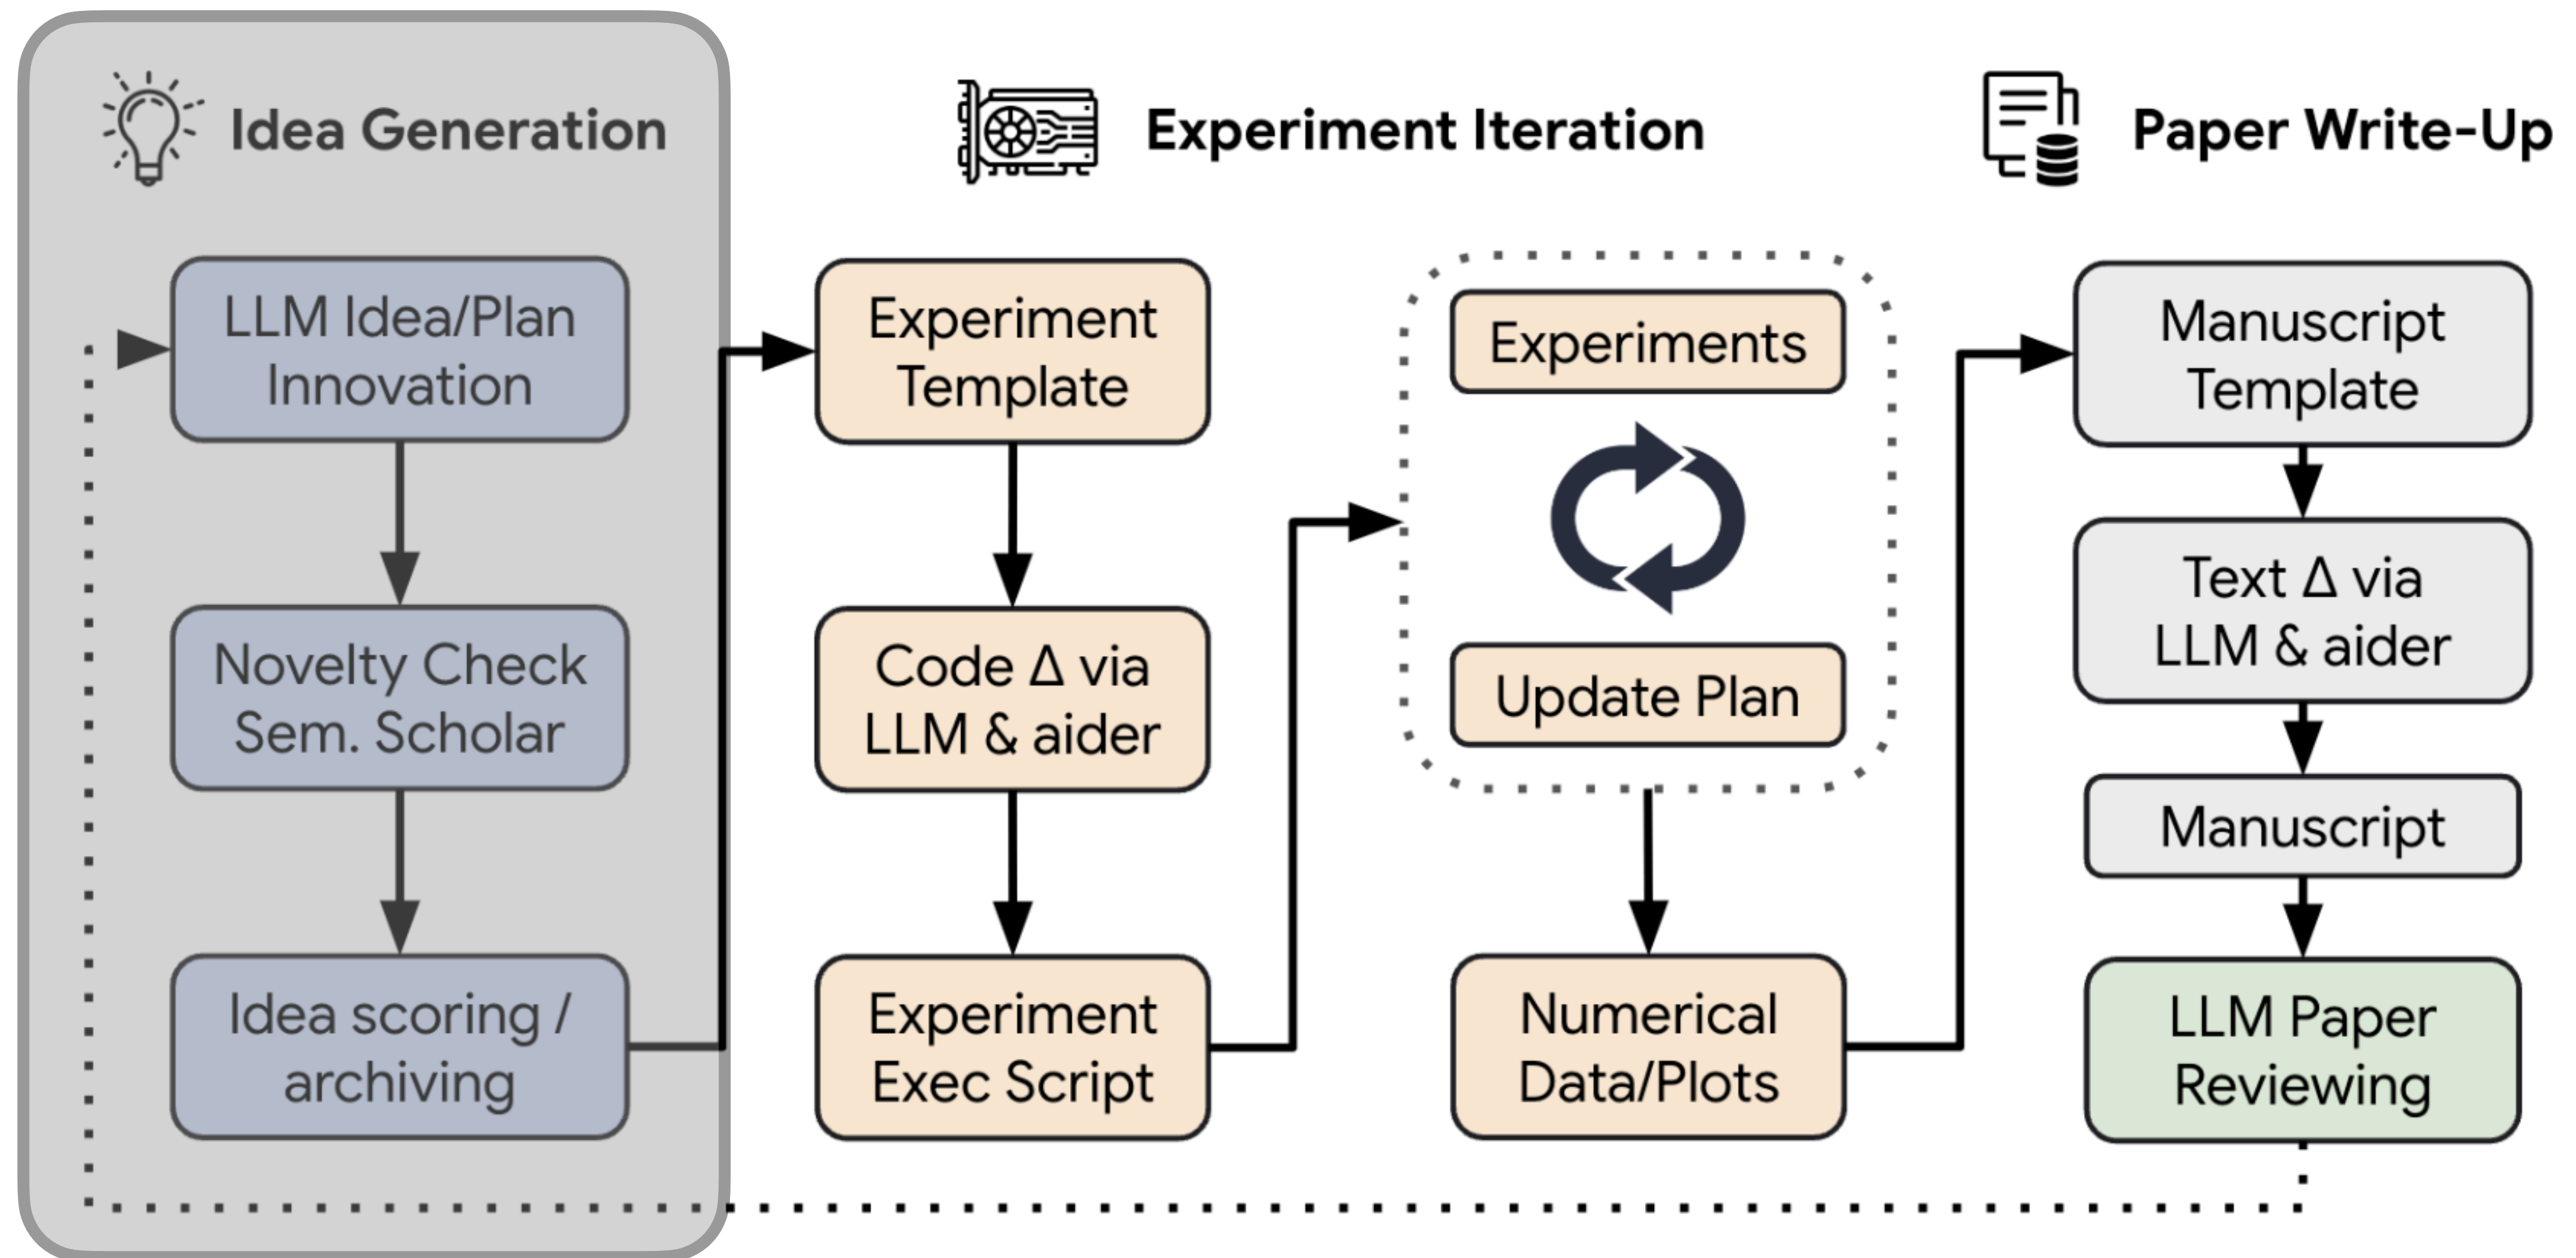 Idea Generation
LLM Idea/Plan
Innovation
Novelty Check
Sem. Scholar
Idea scoring /
archiving
Experiment Iteration
Experiment
Template
Code Δ via
LLM & aider
Experiment
Exec Script
Experiments
Update Plan
Numerical
Data/Plots
Paper Write-Up
Manuscript
Template
Text Δ via
LLM & aider
Manuscript
LLM Paper
Reviewing